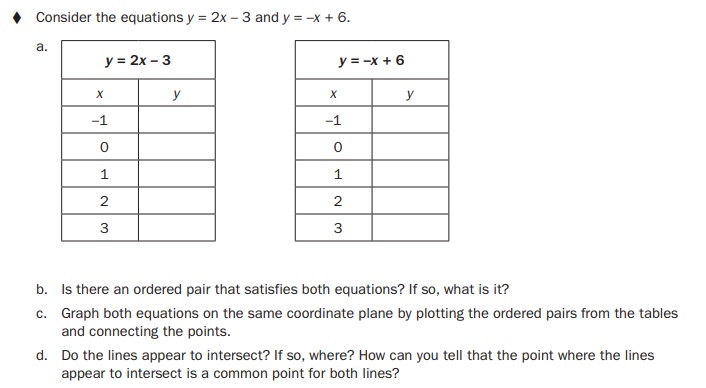 ♦ Consider the equations y = 2x – 3 and y = –x + 6.
a.
y = 2x – 3 y = –x + 6
x y x y
–1 –1
0 0
1 1
2 2
3 3
b. Is there an ordered pair that satisfies both equations? If so, what is it?
c. Graph both equations on the same coordinate plane by plotting the ordered pairs from the tables
and connecting the points.
d. Do the lines appear to intersect? If so, where? How can you tell that the point where the lines
appear to intersect is a common point for both lines?